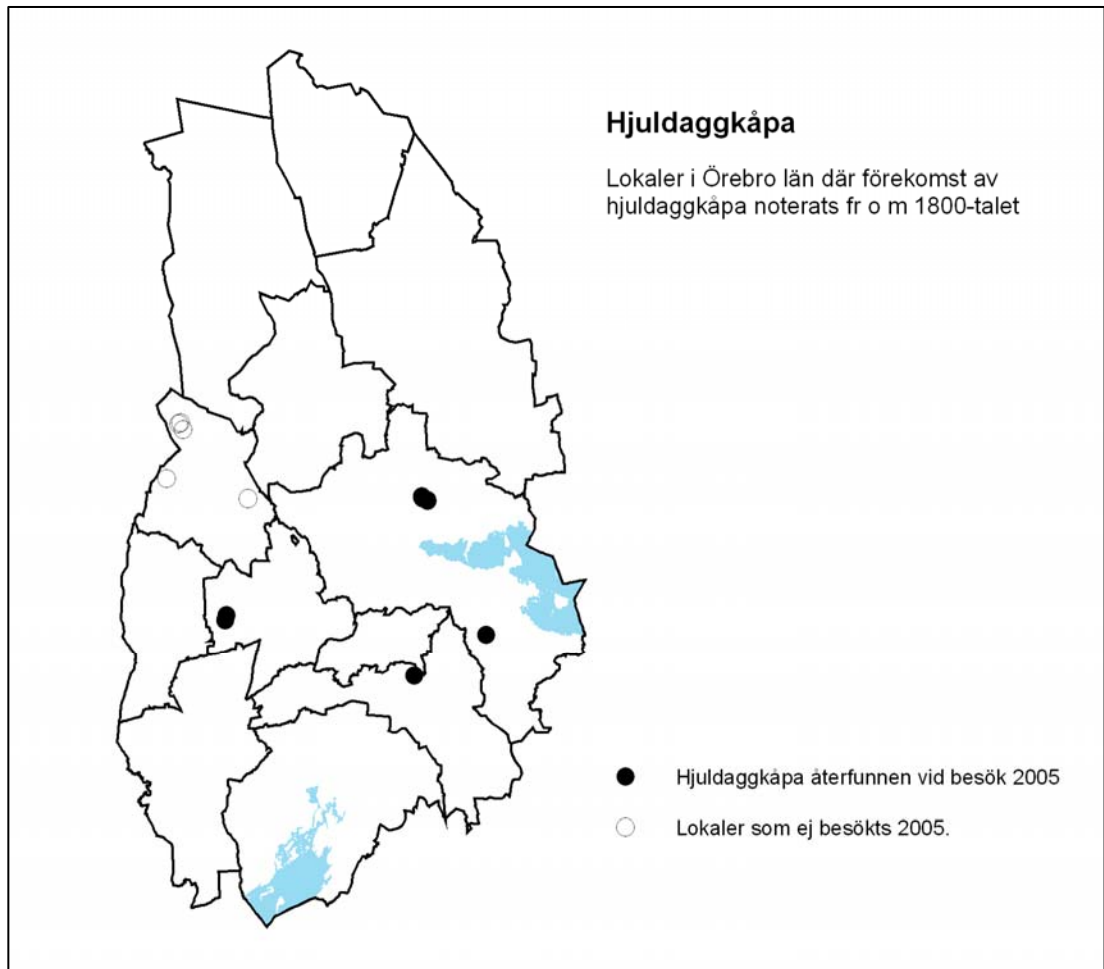 Hjuldaggkåpa
Lokaler i Örebro län där förekomst av
hjuldaggkåpa noterats fr o m 1800-talet
Hjuldaggkåpa återfunnen vid besök 2005
Lokaler som ej besökts 2005.